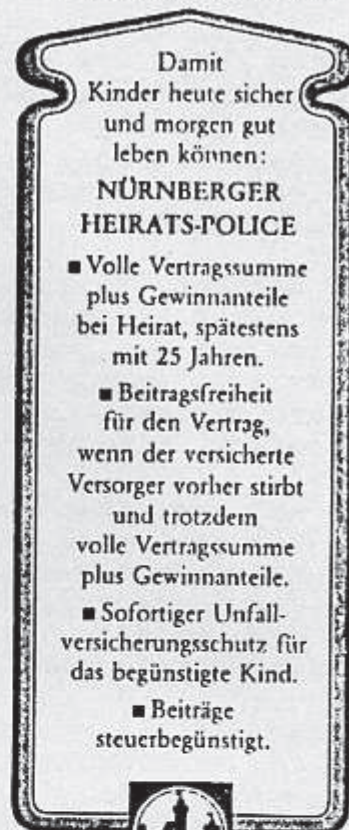 Damit
Kinder heute sicher
und morgen gut
leben können:
NÜRNBERGER
HEIRATS-POLICE
■ Volle Vertragssumme
plus Gewinnanteile
bei Heirat, spätestens
mit 25 Jahren.
■ Beitragsfreiheit
für den Vertrag,
wenn der versicherte
Versorger vorher stirbt
und trotzdem
volle Vertragssumme
plus Gewinnanteile.
■ Sofortiger Unfall-
versicherungsschutz für
das begünstigte Kind.
■ Beiträge
steuerbegünstigt.